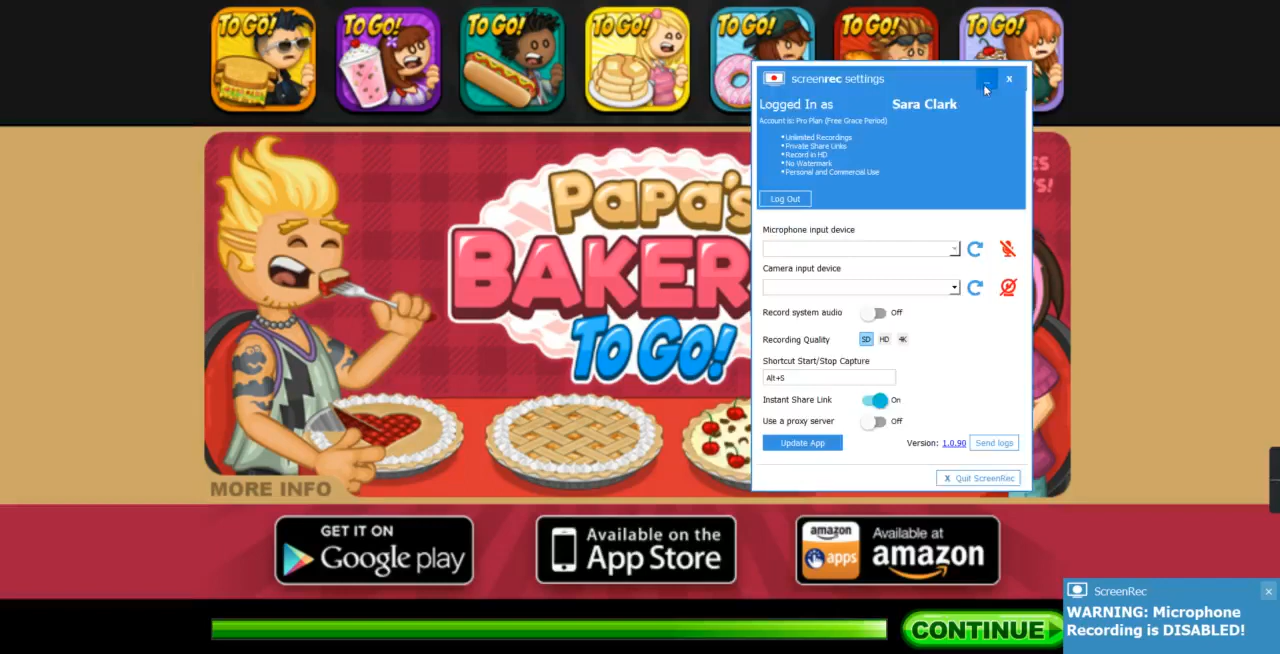 TO GO!
TO GO!
TO GO!
TO GO!
TO GO!
TO GO!
TO GO!
screenrec settings
_
x
Logged In as Sara Clark
Account is: Pro Plan (Free Grace Period)
Unlimited Recordings
Private Share Links
Record in HD
No Watermark
Personal and Commercial Use
Log Out
Microphone input device
Camera input device
Record system audio Off
Recording Quality SD HD 4K
Shortcut Start/Stop Capture
Alt+S
Instant Share Link On
Use a proxy server Off
Update App Version: 1.0.90 Send logs
X Quit ScreenRec
Papa's
BAKER
TO GO!
MORE INFO
GET IT ON
Google play
Available on the
App Store
amazon
apps
Available at
amazon
CONTINUE
ScreenRec
×
WARNING: Microphone
Recording is DISABLED!